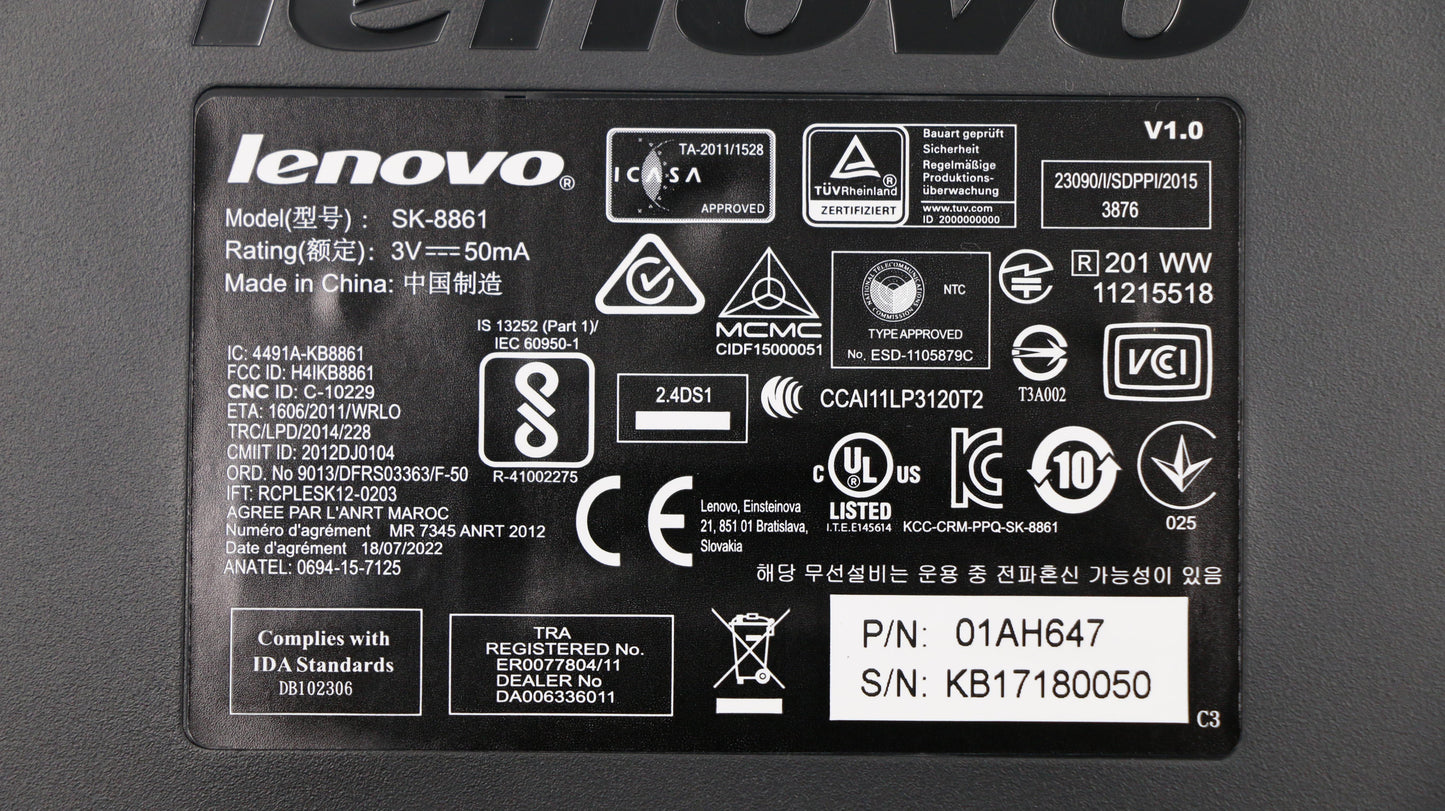 lenovo
lenovo®
Model(型号)： SK-8861
Rating(额定)： 3V⎓50mA
Made in China: 中国制造
ICASA
TA-2011/1528
APPROVED
TÜVRheinland®
ZERTIFIZIERT
Bauart geprüft
Sicherheit
Regelmäßige
Produktions-
überwachung
www.tuv.com
ID 2000000000
V1.0
23090/I/SDPPI/2015
3876
MCMC
CIDF15000051
NATIONAL TELECOMMUNICATIONS COMMISSION
NTC
TYPE APPROVED
No. ESD-1105879C
R 201 WW
11215518
T3A002
VCCI
IC: 4491A-KB8861
FCC ID: H4IKB8861
CNC ID: C-10229
ETA: 1606/2011/WRLO
TRC/LPD/2014/228
CMIIT ID: 2012DJ0104
ORD. No 9013/DFRS03363/F-50
IFT: RCPLESK12-0203
AGREE PAR L'ANRT MAROC
Numéro d'agrément MR 7345 ANRT 2012
Date d'agrément 18/07/2022
ANATEL: 0694-15-7125
IS 13252 (Part 1)/
IEC 60950-1
R-41002275
2.4DS1
CCAI11LP3120T2
CE
Lenovo, Einsteinova
21, 851 01 Bratislava,
Slovakia
C UL® US
LISTED
I.T.E.E145614
KCC-CRM-PPQ-SK-8861
10
025
해당 무선설비는 운용 중 전파혼신 가능성이 있음
Complies with
IDA Standards
DB102306
TRA
REGISTERED No.
ER0077804/11
DEALER No
DA006336011
P/N: 01AH647
S/N: KB17180050
C3